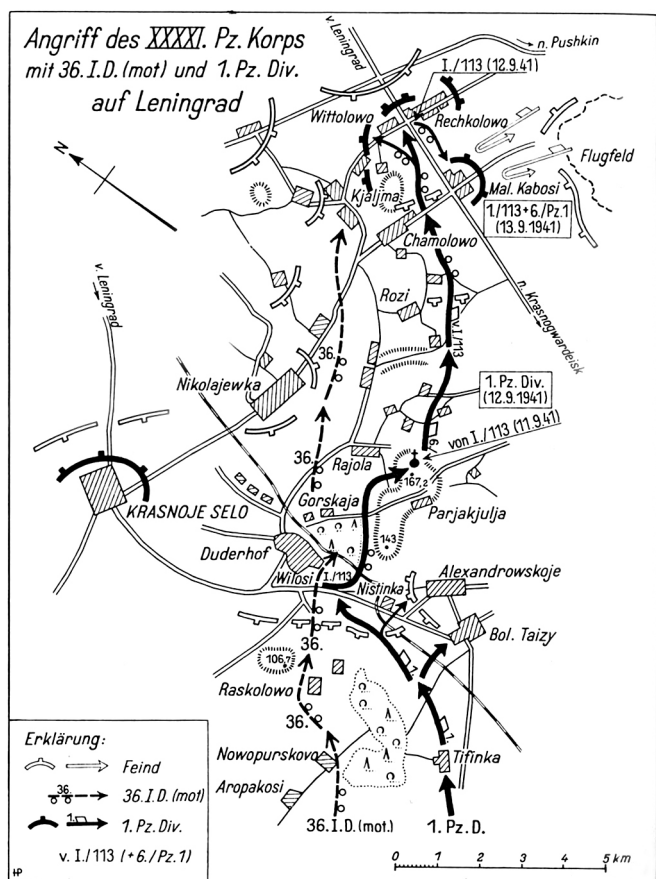 Angriff des XXXXI. Pz. Korps
mit 36. I.D. (mot) und 1. Pz. Div.
auf Leningrad
v. Leningrad
n. Pushkin
I./113 (12.9.41)
Wittolowo
Rechkolowo
Flugfeld
Kjaljma
Mal. Kabosi
1./113+6./Pz.1
(13.9.1941)
Chamolowo
N
v. Leningrad
Rozi
n. Krasnogwardeisk
v. I./113
36.
Nikolajewka
1. Pz. Div.
(12.9.1941)
6./
von I./113 (11.9.41)
36.
Rajola
167,2
KRASNOJE SELO
Gorskaja
Parjakjulja
143
Duderhof
Wilosi
I./113
Nistinka
Alexandrowskoje
Bol. Taizy
36.
106,7
1.
Raskolowo
36.
1.
Nowopurskovo
Tifinka
Aropakosi
36. I.D. (mot.)
1. Pz. D.
Erklärung:
Feind
36.
36. I.D. (mot)
1.
1. Pz. Div.
v. I./113 (+6./Pz.1)
HP
0 1 2 3 4 5 km